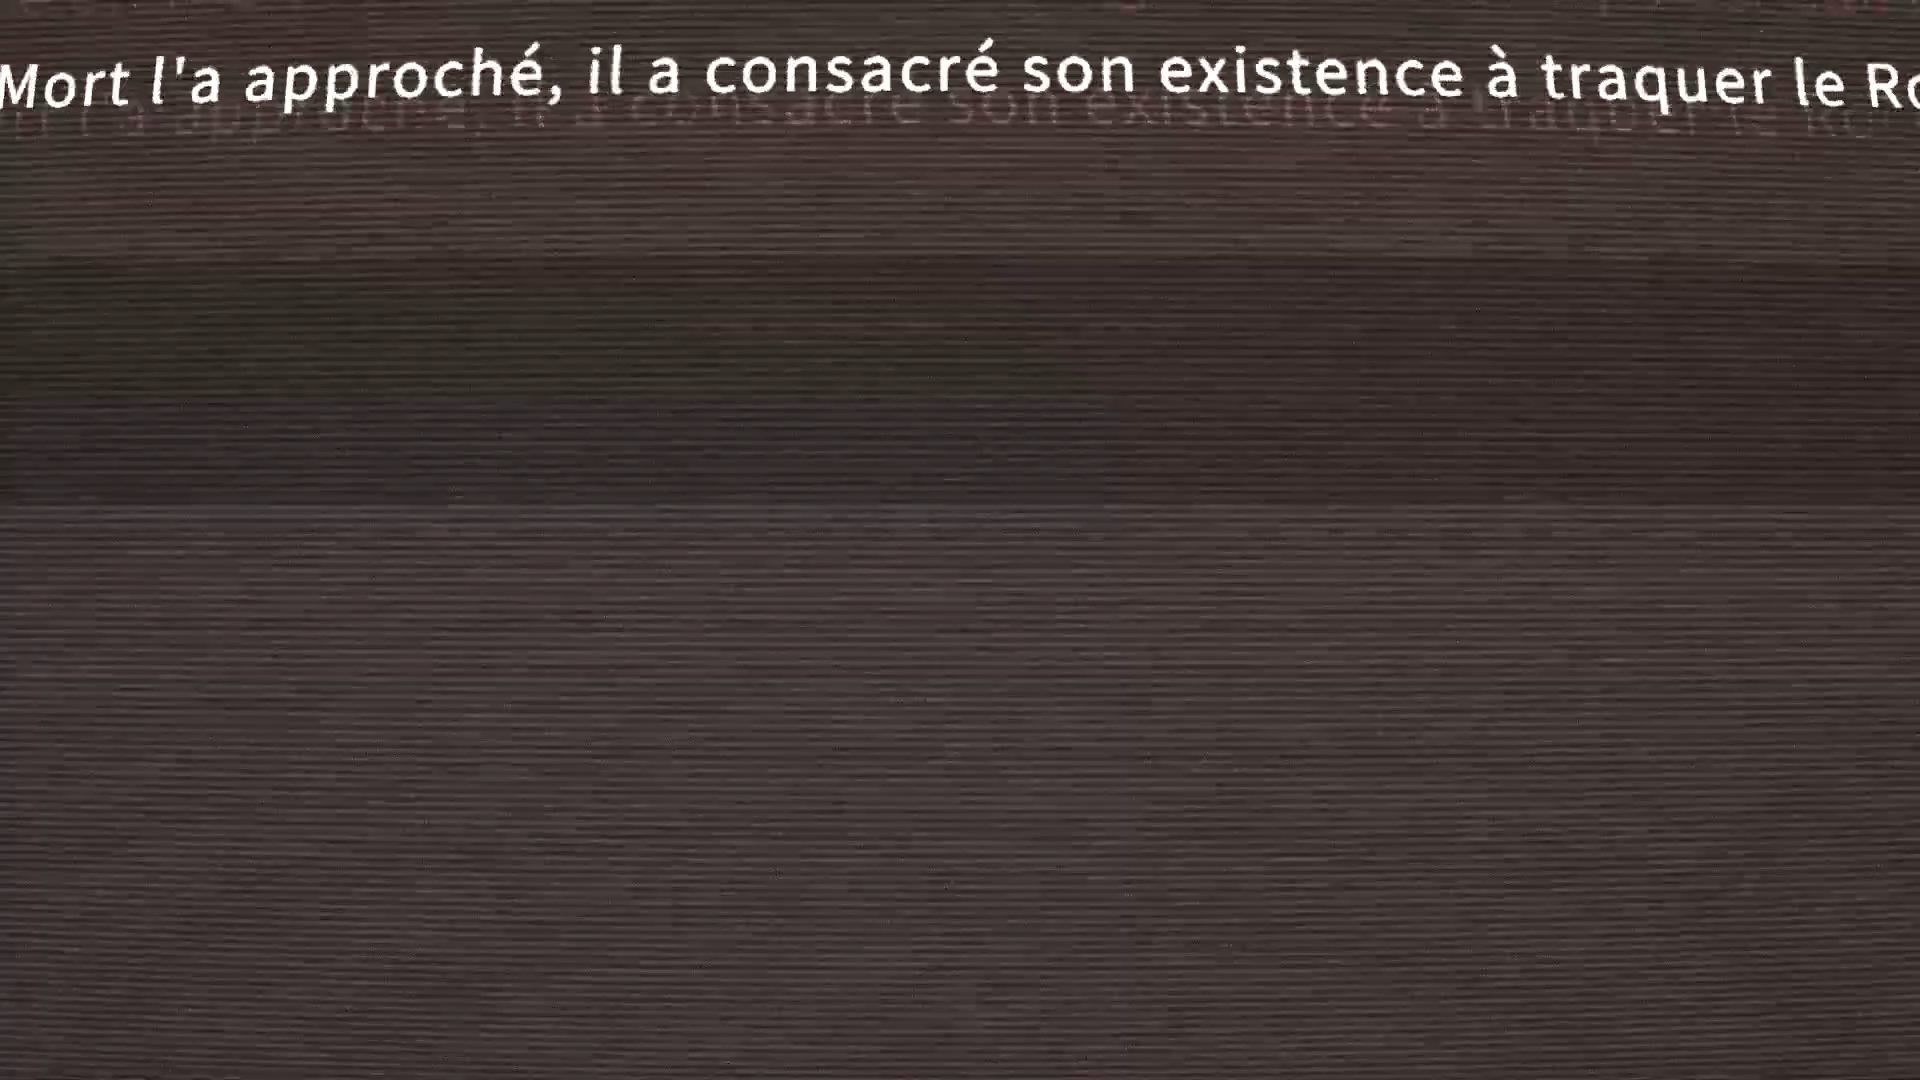 Mort l'a approché, il a consacré son existence à traquer le